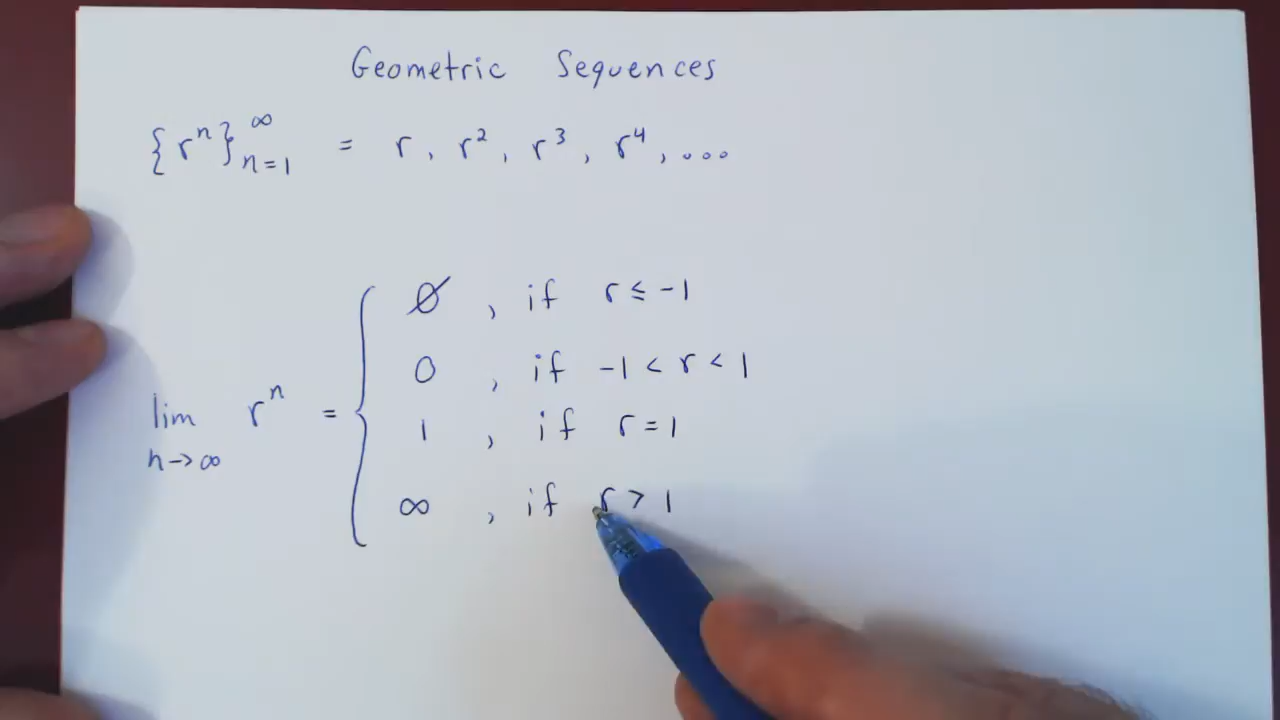 Geometric Sequences
{rⁿ}ₙ₌₁^∞ = r, r², r³, r⁴, ...
∅ , if r ≤ -1
0 , if -1 < r < 1
lim n→∞ rⁿ = {
1 , if r = 1
∞ , if r > 1